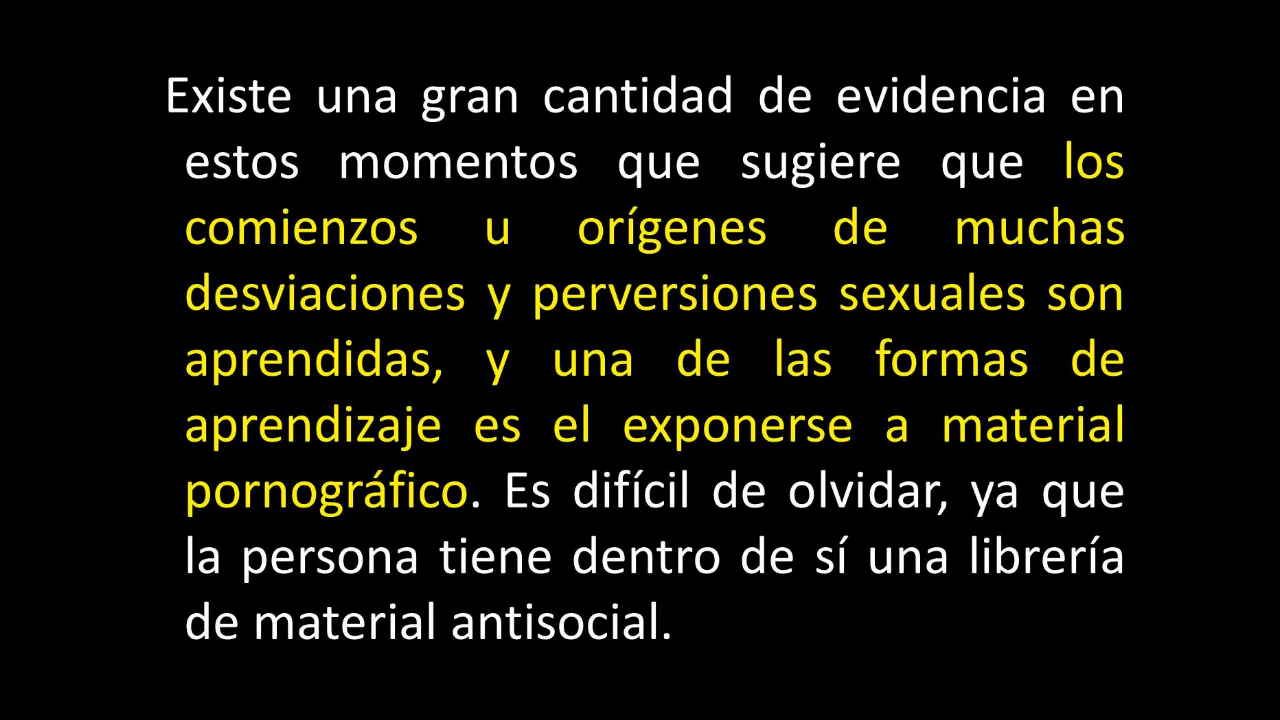 Existe una gran cantidad de evidencia en
estos momentos que sugiere que los
comienzos u orígenes de muchas
desviaciones y perversiones sexuales son
aprendidas, y una de las formas de
aprendizaje es el exponerse a material
pornográfico. Es difícil de olvidar, ya que
la persona tiene dentro de sí una librería
de material antisocial.